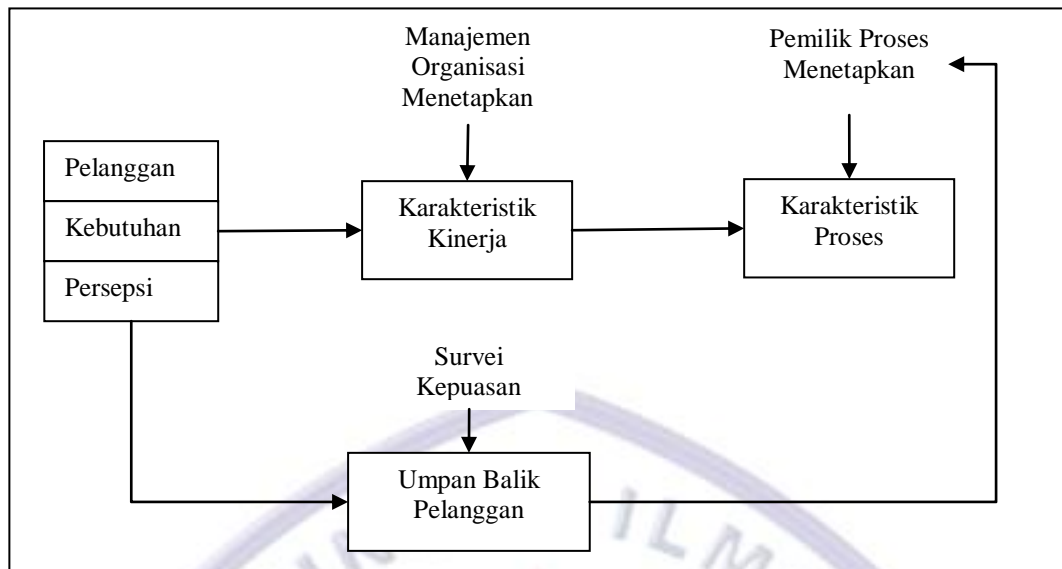 Manajemen
Organisasi
Menetapkan
Pemilik Proses
Menetapkan
Pelanggan
Kebutuhan
Persepsi
Karakteristik
Kinerja
Karakteristik
Proses
Survei
Kepuasan
Umpan Balik
Pelanggan